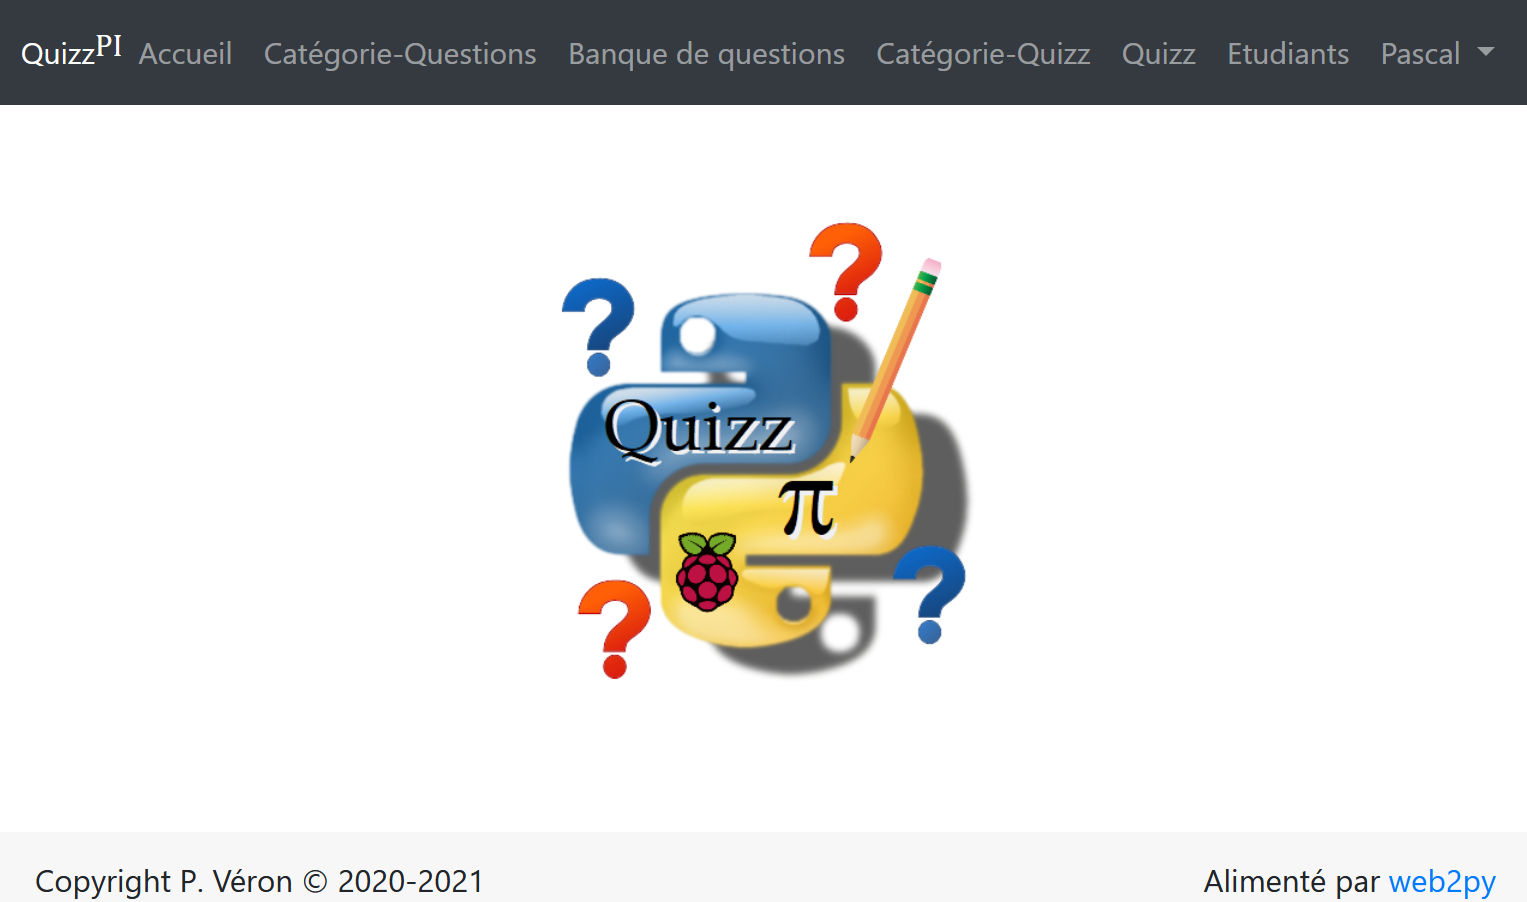 Quizz^PI Accueil Catégorie-Questions Banque de questions Catégorie-Quizz Quizz Etudiants Pascal
Quizz
π
Copyright P. Véron © 2020-2021
Alimenté par web2py